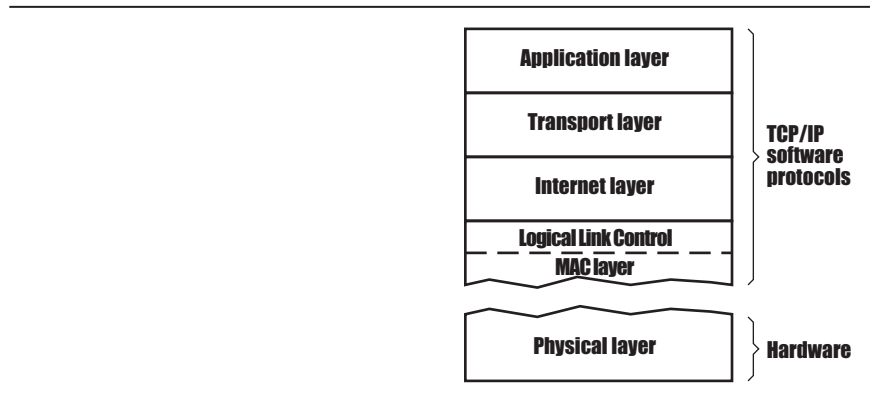 Application layer
Transport layer
Internet layer
Logical Link Control
MAC layer
TCP/IP
software
protocols
Physical layer
Hardware